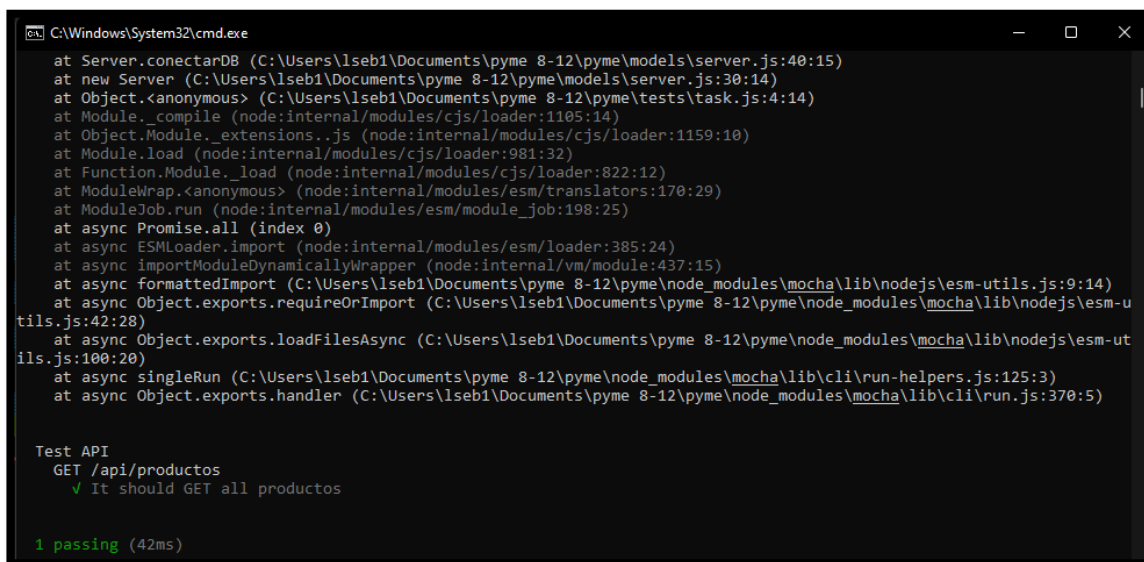 C:\Windows\System32\cmd.exe
at Server.conectarDB (C:\Users\lseb1\Documents\pyme 8-12\pyme\models\server.js:40:15)
at new Server (C:\Users\lseb1\Documents\pyme 8-12\pyme\models\server.js:30:14)
at Object.<anonymous> (C:\Users\lseb1\Documents\pyme 8-12\pyme\tests\task.js:4:14)
at Module._compile (node:internal/modules/cjs/loader:1105:14)
at Object.Module._extensions..js (node:internal/modules/cjs/loader:1159:10)
at Module.load (node:internal/modules/cjs/loader:981:32)
at Function.Module._load (node:internal/modules/cjs/loader:822:12)
at ModuleWrap.<anonymous> (node:internal/modules/esm/translators:170:29)
at ModuleJob.run (node:internal/modules/esm/module_job:198:25)
at async Promise.all (index 0)
at async ESMLoader.import (node:internal/modules/esm/loader:385:24)
at async importModuleDynamicallyWrapper (node:internal/vm/module:437:15)
at async formattedImport (C:\Users\lseb1\Documents\pyme 8-12\pyme\node_modules\mocha\lib\nodejs\esm-utils.js:9:14)
at async Object.exports.requireOrImport (C:\Users\lseb1\Documents\pyme 8-12\pyme\node_modules\mocha\lib\nodejs\esm-u
tils.js:42:28)
at async Object.exports.loadFilesAsync (C:\Users\lseb1\Documents\pyme 8-12\pyme\node_modules\mocha\lib\nodejs\esm-ut
ils.js:100:20)
at async singleRun (C:\Users\lseb1\Documents\pyme 8-12\pyme\node_modules\mocha\lib\cli\run-helpers.js:125:3)
at async Object.exports.handler (C:\Users\lseb1\Documents\pyme 8-12\pyme\node_modules\mocha\lib\cli\run.js:370:5)
Test API
GET /api/productos
√ It should GET all productos
1 passing (42ms)